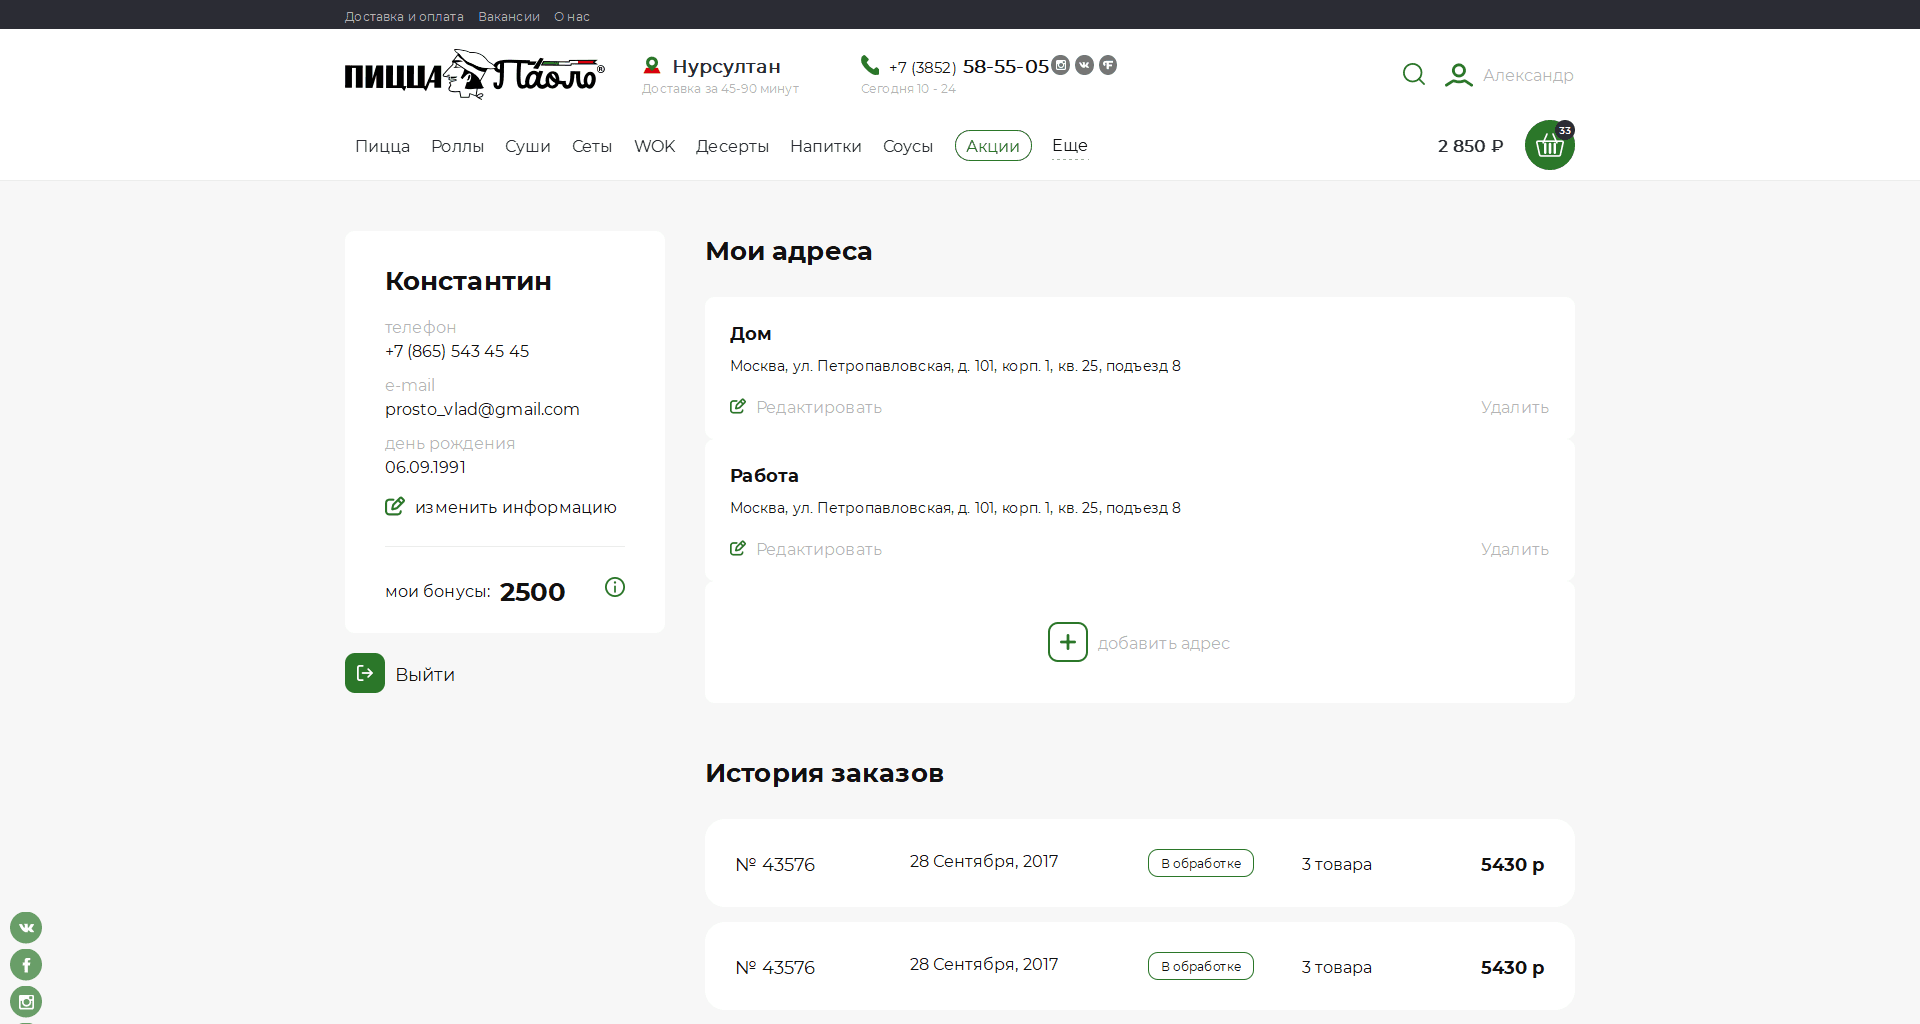 Доставка и оплата Вакансии О нас
ПИЦЦА Паоло ®
Нурсултан
Доставка за 45-90 минут
+7 (3852) 58-55-05
Сегодня 10 - 24
Александр
Пицца Роллы Суши Сеты WOK Десерты Напитки Соусы Акции Еще
2 850 ₽
33
Константин
телефон
+7 (865) 543 45 45
e-mail
prosto_vlad@gmail.com
день рождения
06.09.1991
изменить информацию
мои бонусы: 2500
Выйти
Мои адреса
Дом
Москва, ул. Петропавловская, д. 101, корп. 1, кв. 25, подъезд 8
Редактировать Удалить
Работа
Москва, ул. Петропавловская, д. 101, корп. 1, кв. 25, подъезд 8
Редактировать Удалить
добавить адрес
История заказов
№ 43576 28 Сентября, 2017 В обработке 3 товара 5430 р
№ 43576 28 Сентября, 2017 В обработке 3 товара 5430 р